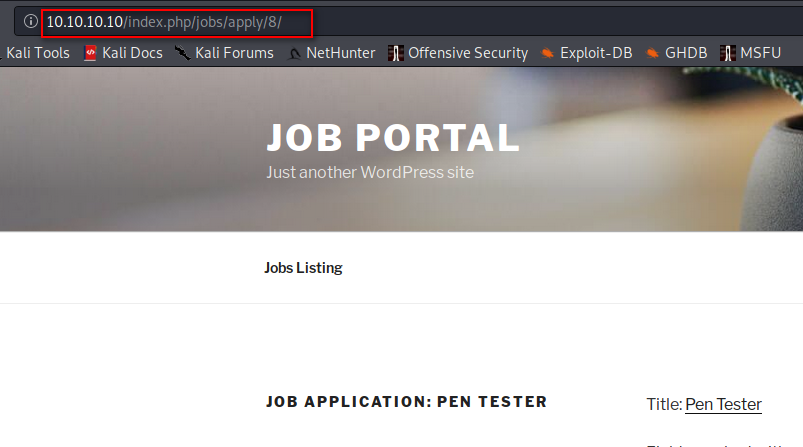 10.10.10.10/index.php/jobs/apply/8/
Kali Tools Kali Docs Kali Forums NetHunter Offensive Security Exploit-DB GHDB MSFU
JOB PORTAL
Just another WordPress site
Jobs Listing
JOB APPLICATION: PEN TESTER
Title: Pen Tester